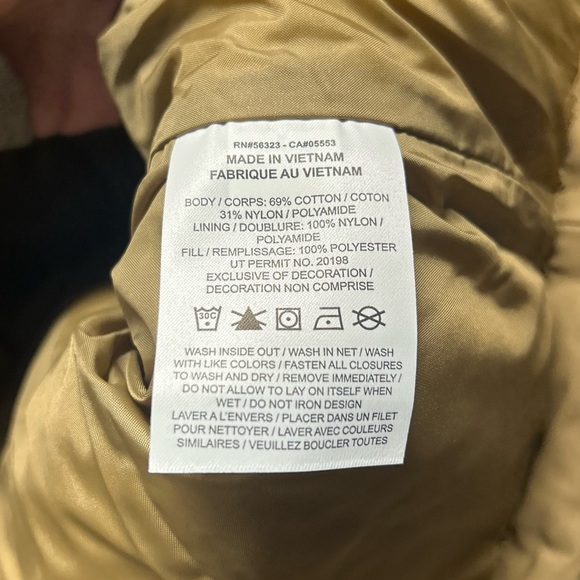 RN#56323 - CA#05553
MADE IN VIETNAM
FABRIQUE AU VIETNAM
BODY / CORPS: 69% COTTON / COTON
31% NYLON / POLYAMIDE
LINING / DOUBLURE: 100% NYLON /
POLYAMIDE
FILL / REMPLISSAGE: 100% POLYESTER
UT PERMIT NO. 20198
EXCLUSIVE OF DECORATION /
DECORATION NON COMPRISE
30C
WASH INSIDE OUT / WASH IN NET / WASH
WITH LIKE COLORS / FASTEN ALL CLOSURES
TO WASH AND DRY / REMOVE IMMEDIATELY /
DO NOT ALLOW TO LAY ON ITSELF WHEN
WET / DO NOT IRON DESIGN
LAVER A L'ENVERS / PLACER DANS UN FILET
POUR NETTOYER / LAVER AVEC COULEURS
SIMILAIRES / VEUILLEZ BOUCLER TOUTES